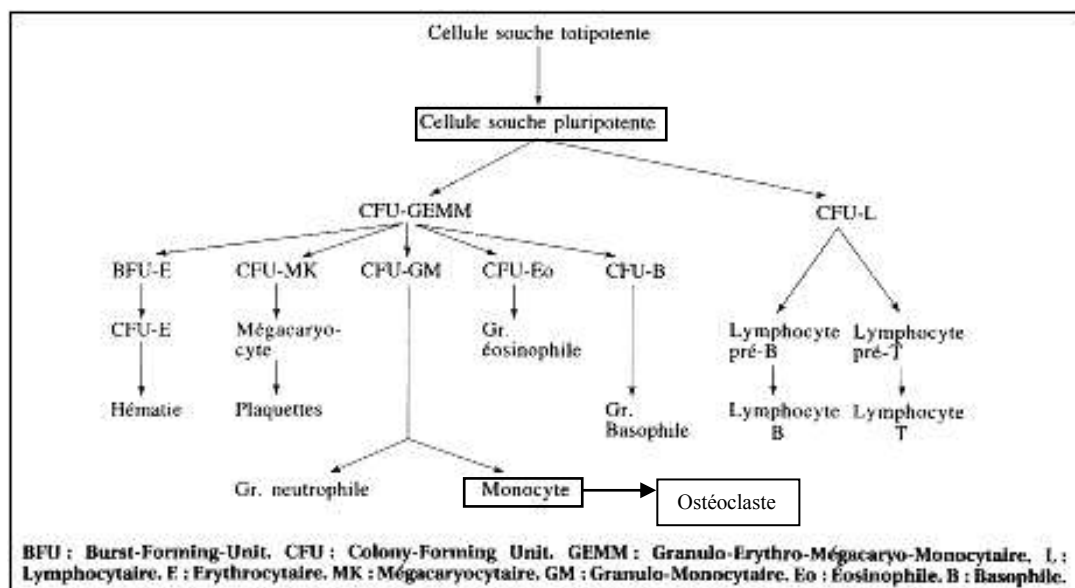 Cellule souche totipotente
Cellule souche pluripotente
CFU-GEMM
CFU-L
BFU-E
CFU-MK
CFU-GM
CFU-Eo
CFU-B
CFU-E
Mégacaryo-
cyte
Gr.
éosinophile
Lymphocyte
pré-B
Lymphocyte
pré-T
Hématie
Plaquettes
Gr.
Basophile
Lymphocyte
B
Lymphocyte
T
Gr. neutrophile
Monocyte
Ostéoclaste
BFU : Burst-Forming-Unit. CFU : Colony-Forming Unit. GEMM : Granulo-Erythro-Mégacaryo-Monocytaire. L :
Lymphocytaire. E : Erythrocytaire. MK : Mégacaryocytaire. GM : Granulo-Monocytaire. Eo : Eosinophile. B : Basophile.